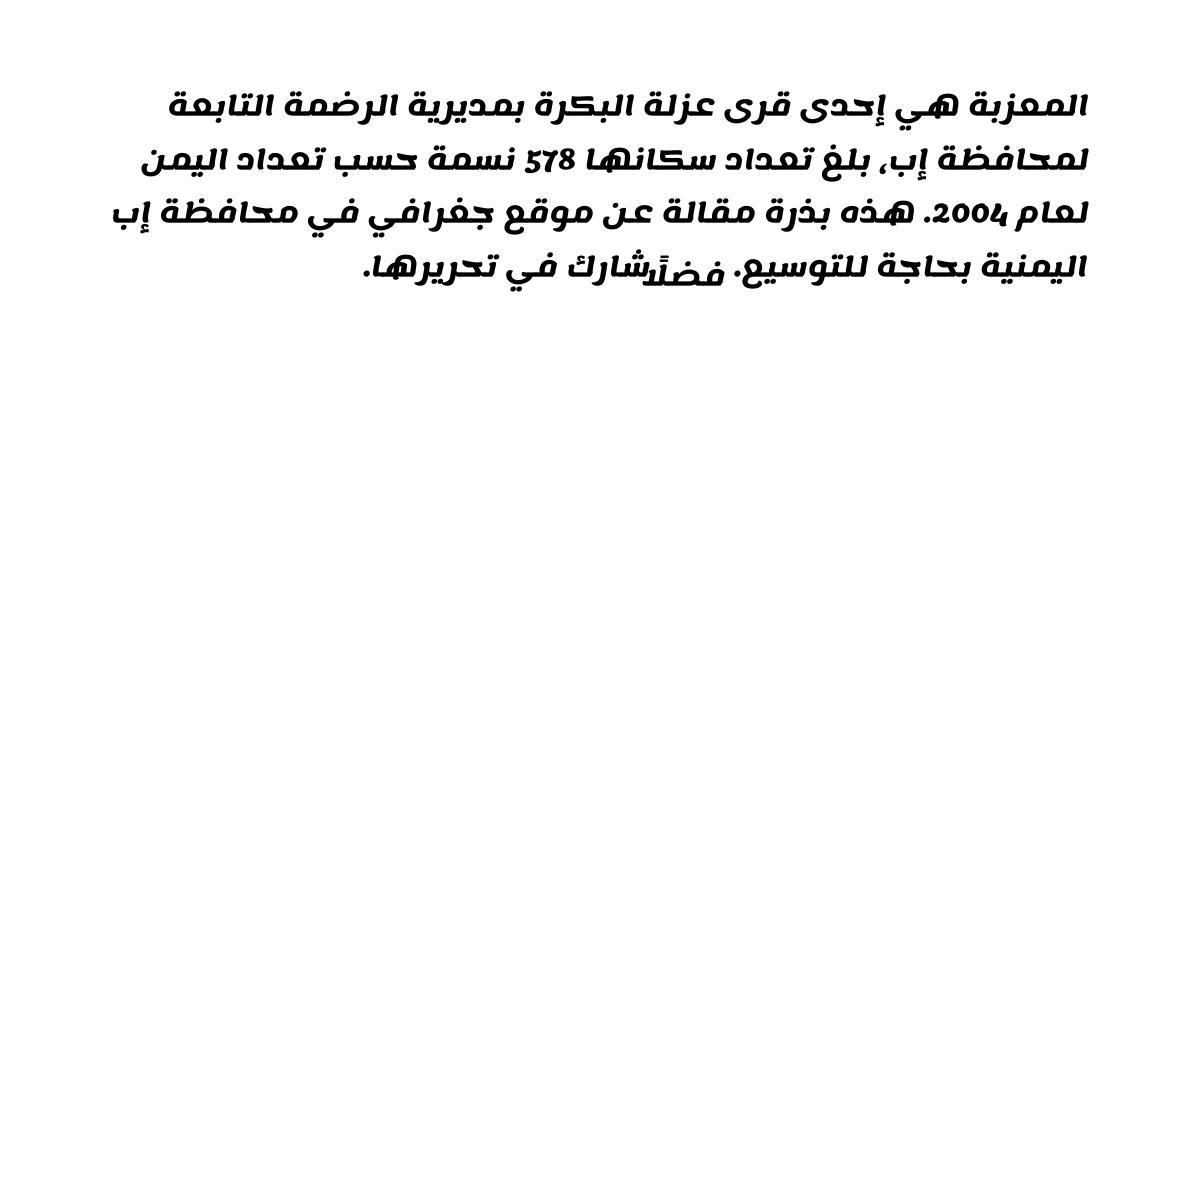 المعزبة هي إحدى قرى عزلة البكرة بمديرية الرضمة التابعة
لمحافظة إب، بلغ تعداد سكانها 578 نسمة حسب تعداد اليمن
لعام 2004. هذه بذرة مقالة عن موقع جغرافي في محافظة إب
اليمنية بحاجة للتوسيع. فضلًا شارك في تحريرها.